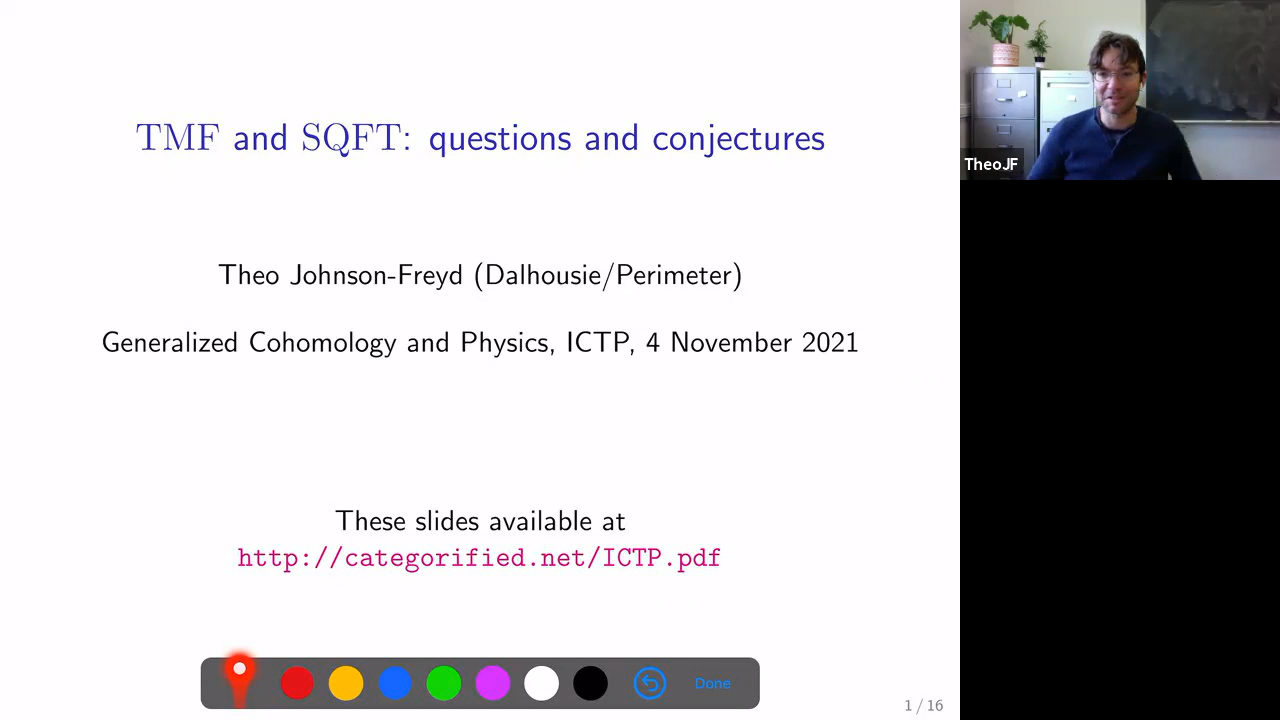 TMF and SQFT: questions and conjectures
Theo Johnson-Freyd (Dalhousie/Perimeter)
Generalized Cohomology and Physics, ICTP, 4 November 2021
These slides available at
http://categorified.net/ICTP.pdf
Done
1 / 16
TheoJF